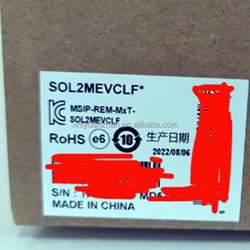 SOL2MEVCLF*
MSIP-REM-MxT-
SOL2MEVCLF
RoHS e6 10 生产日期
2022/08/06
S/N :
MADE IN CHINA